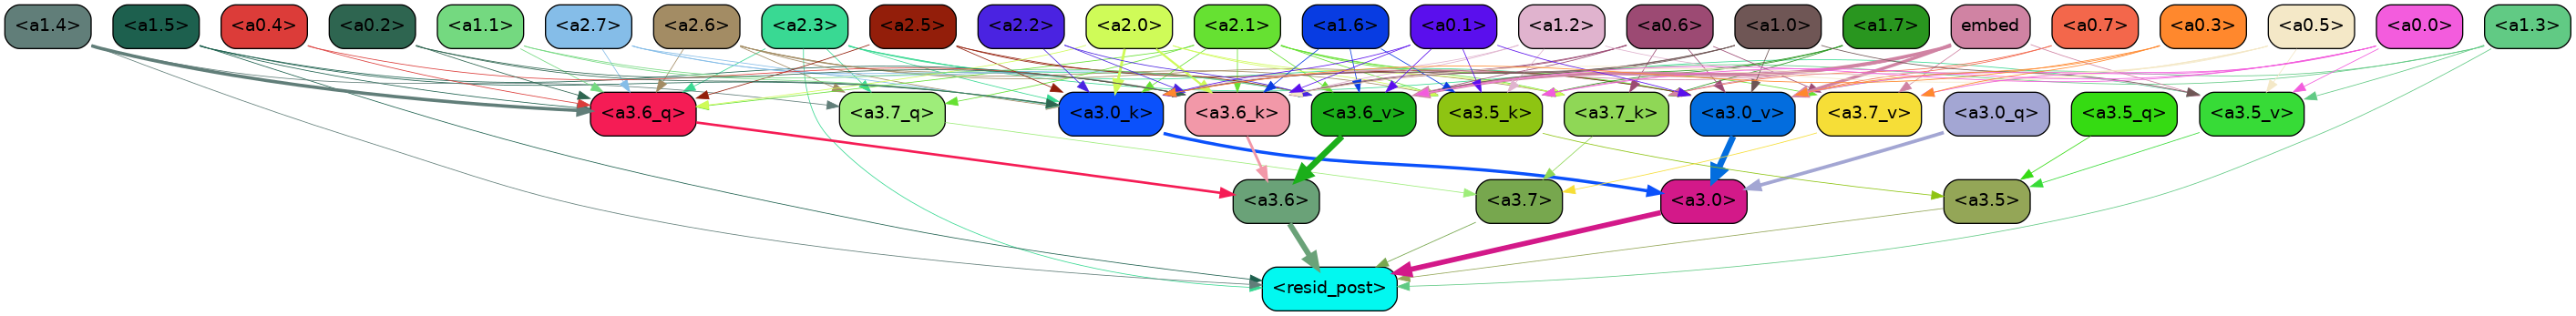 <a1.4> <a1.5> <a0.4> <a0.2> <a1.1> <a2.7> <a2.6> <a2.3> <a2.5> <a2.2> <a2.0> <a2.1> <a1.6> <a0.1> <a1.2> <a0.6> <a1.0> <a1.7> embed <a0.7> <a0.3> <a0.5> <a0.0> <a1.3>
<a3.6_q> <a3.7_q> <a3.0_k> <a3.6_k> <a3.6_v> <a3.5_k> <a3.7_k> <a3.0_v> <a3.7_v> <a3.0_q> <a3.5_q> <a3.5_v>
<a3.6> <a3.7> <a3.0> <a3.5>
<resid_post>